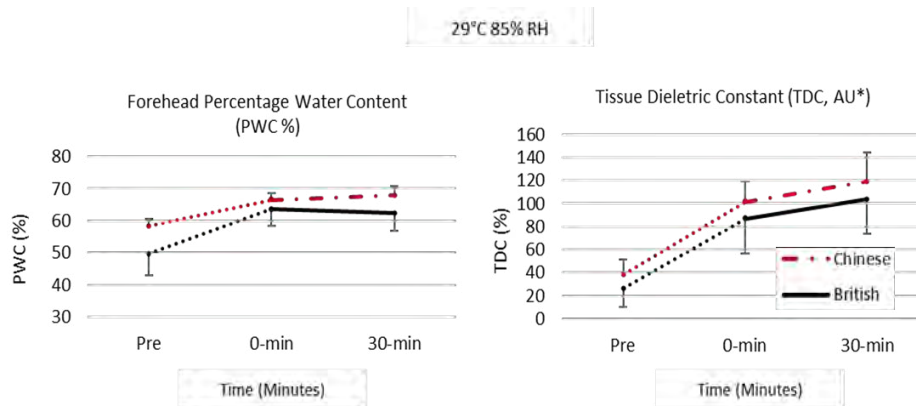 29°C 85% RH
Forehead Percentage Water Content
(PWC %)
80
70
60
50
40
30
PWC (%)
Pre 0-min 30-min
Time (Minutes)
Tissue Dieletric Constant (TDC, AU*)
160
140
120
100
80
60
40
20
0
TDC (%)
Chinese
British
Pre 0-min 30-min
Time (Minutes)